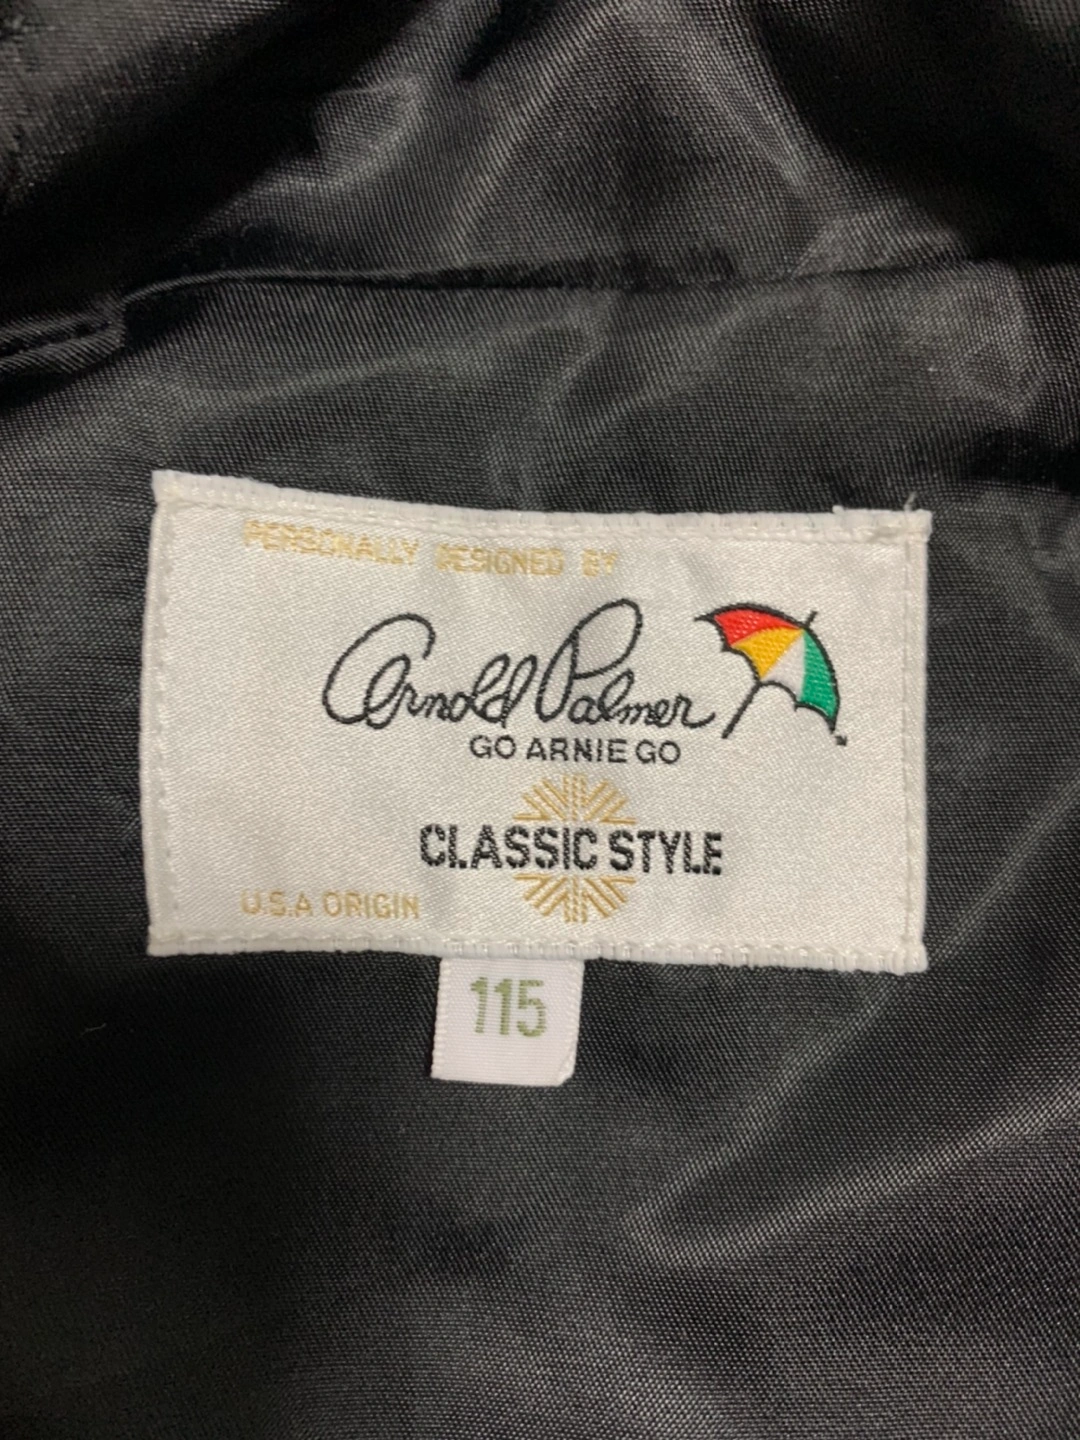 PERSONALLY DESIGNED BY
Arnold Palmer
GO ARNIE GO
CLASSIC STYLE
U.S.A ORIGIN
115